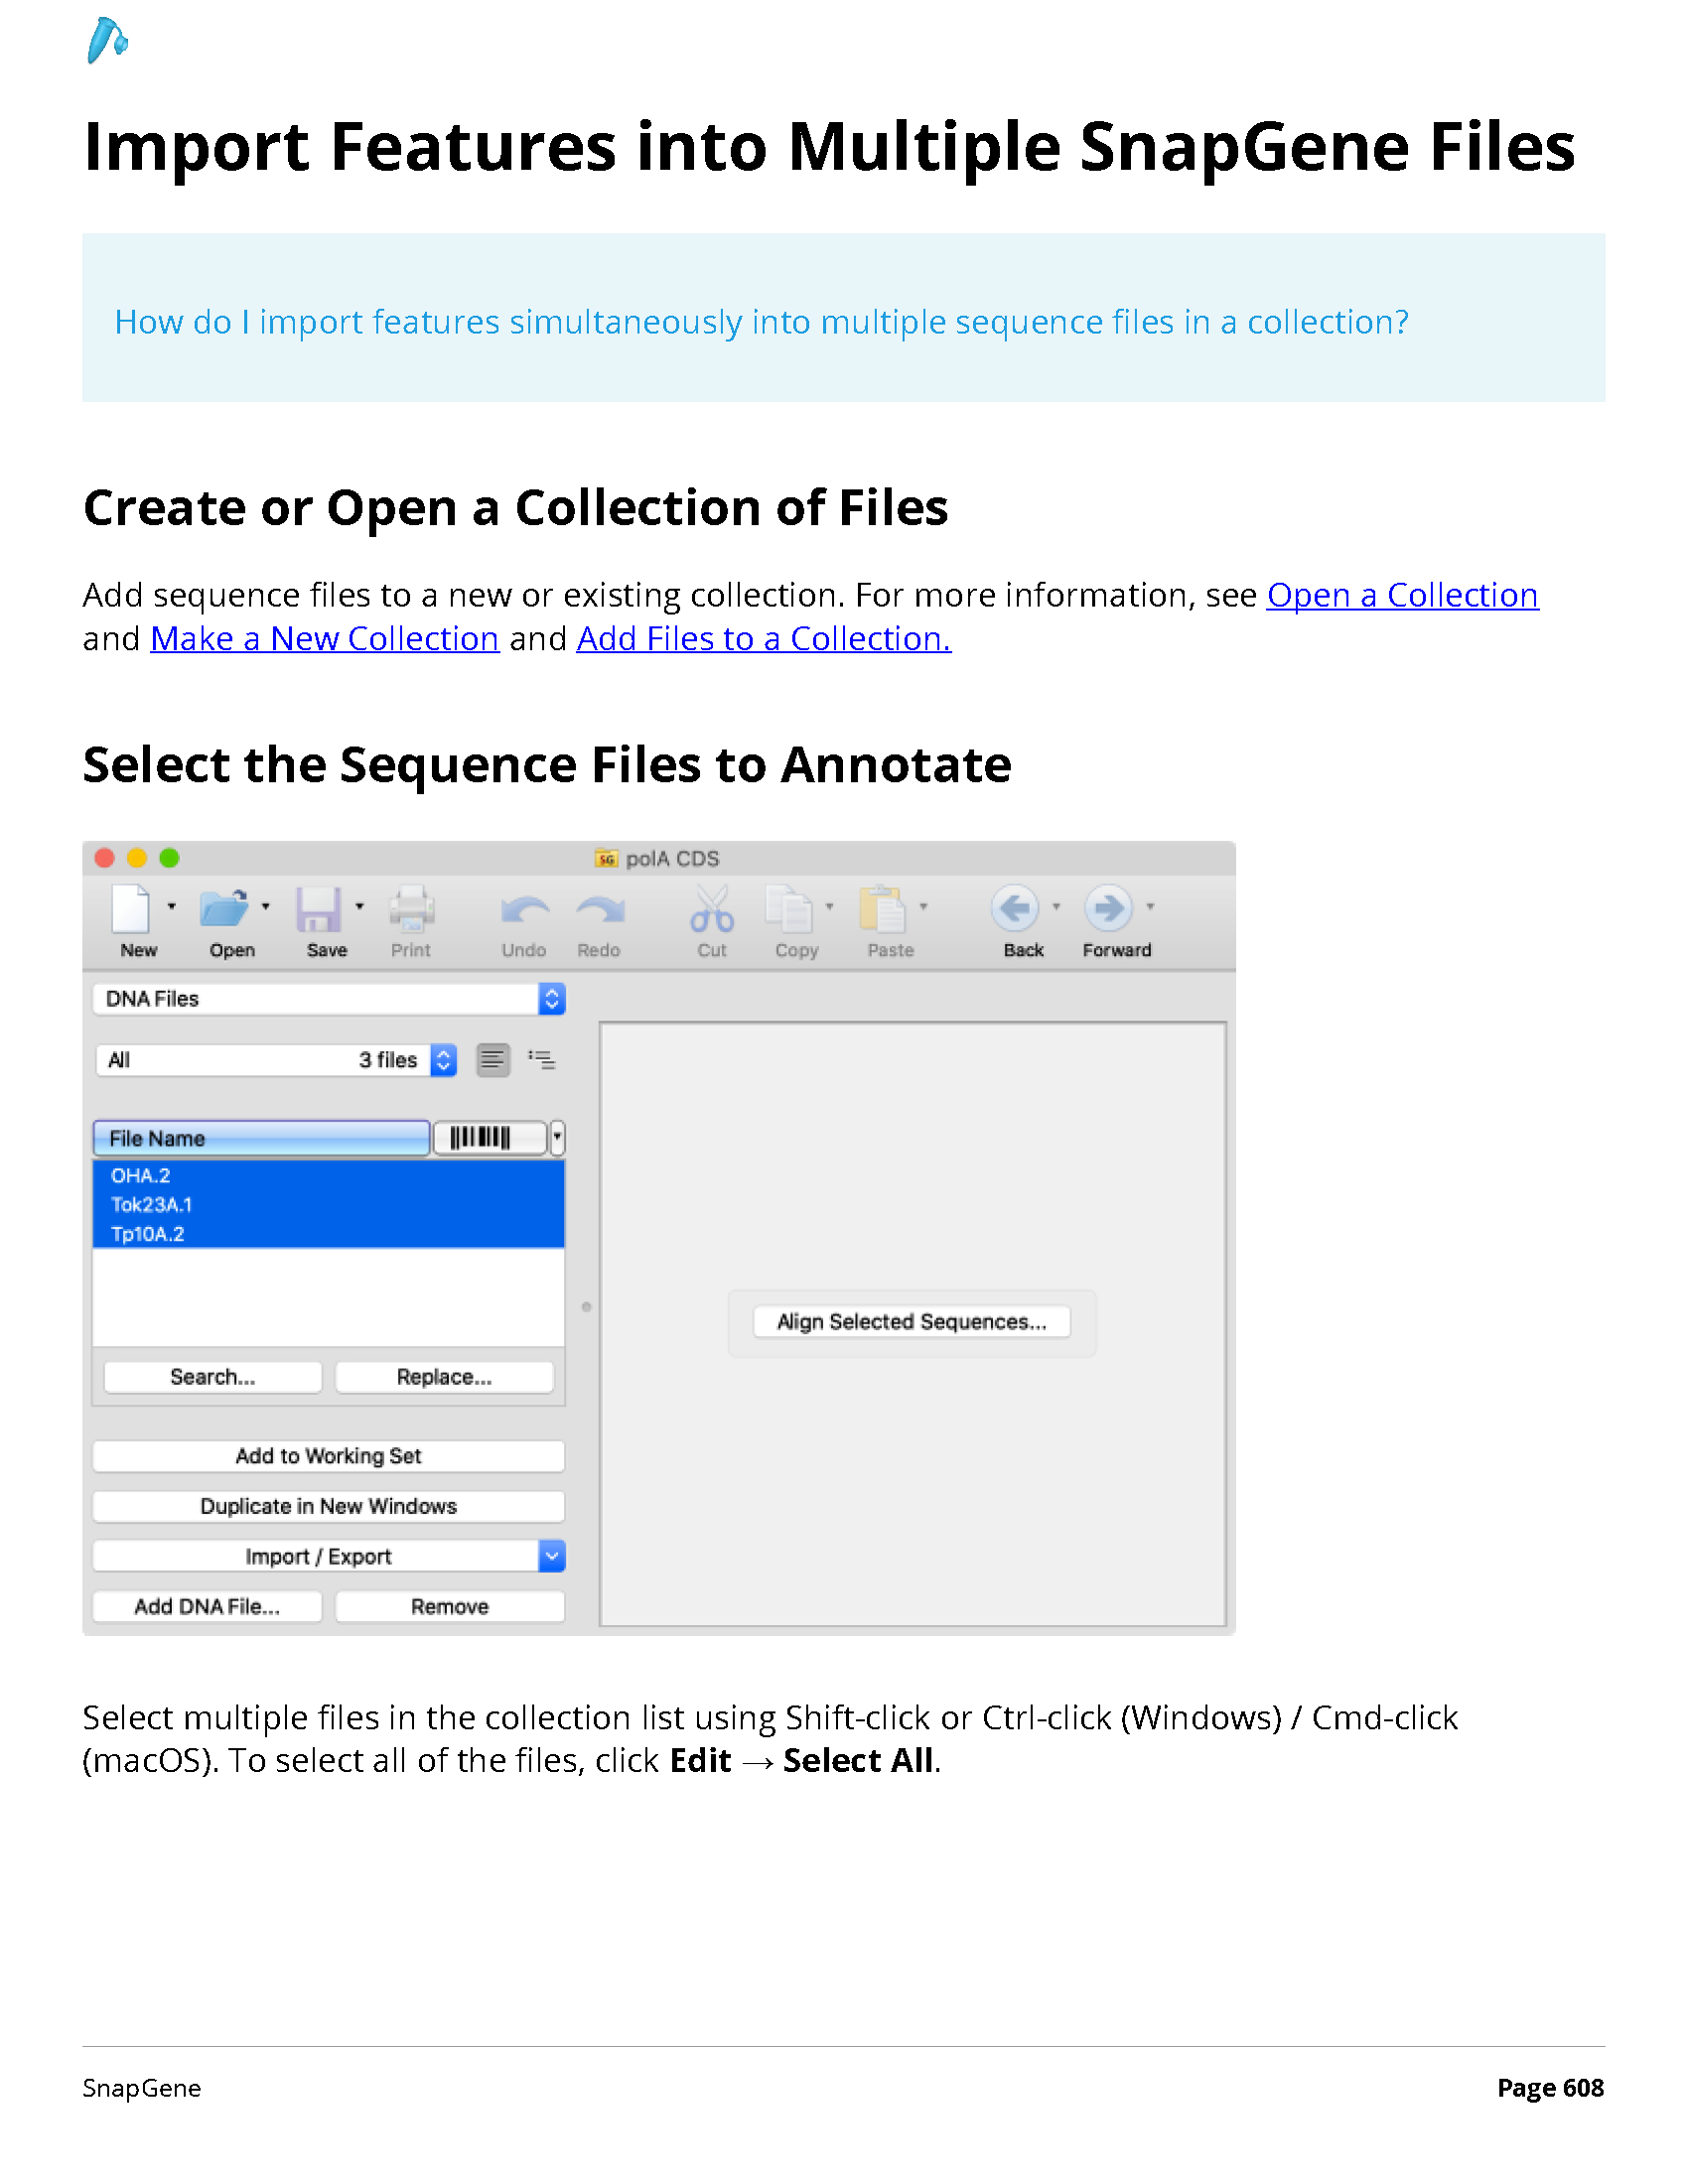 Import Features into Multiple SnapGene Files
How do I import features simultaneously into multiple sequence files in a collection?
Create or Open a Collection of Files
Add sequence files to a new or existing collection. For more information, see Open a Collection
and Make a New Collection and Add Files to a Collection.
Select the Sequence Files to Annotate
SG polA CDS
New Open Save Print Undo Redo Cut Copy Paste Back Forward
DNA Files
All 3 files
File Name
OHA.2
Tok23A.1
Tp10A.2
Align Selected Sequences...
Search... Replace...
Add to Working Set
Duplicate in New Windows
Import / Export
Add DNA File... Remove
Select multiple files in the collection list using Shift-click or Ctrl-click (Windows) / Cmd-click
(macOS). To select all of the files, click Edit → Select All.
SnapGene Page 608